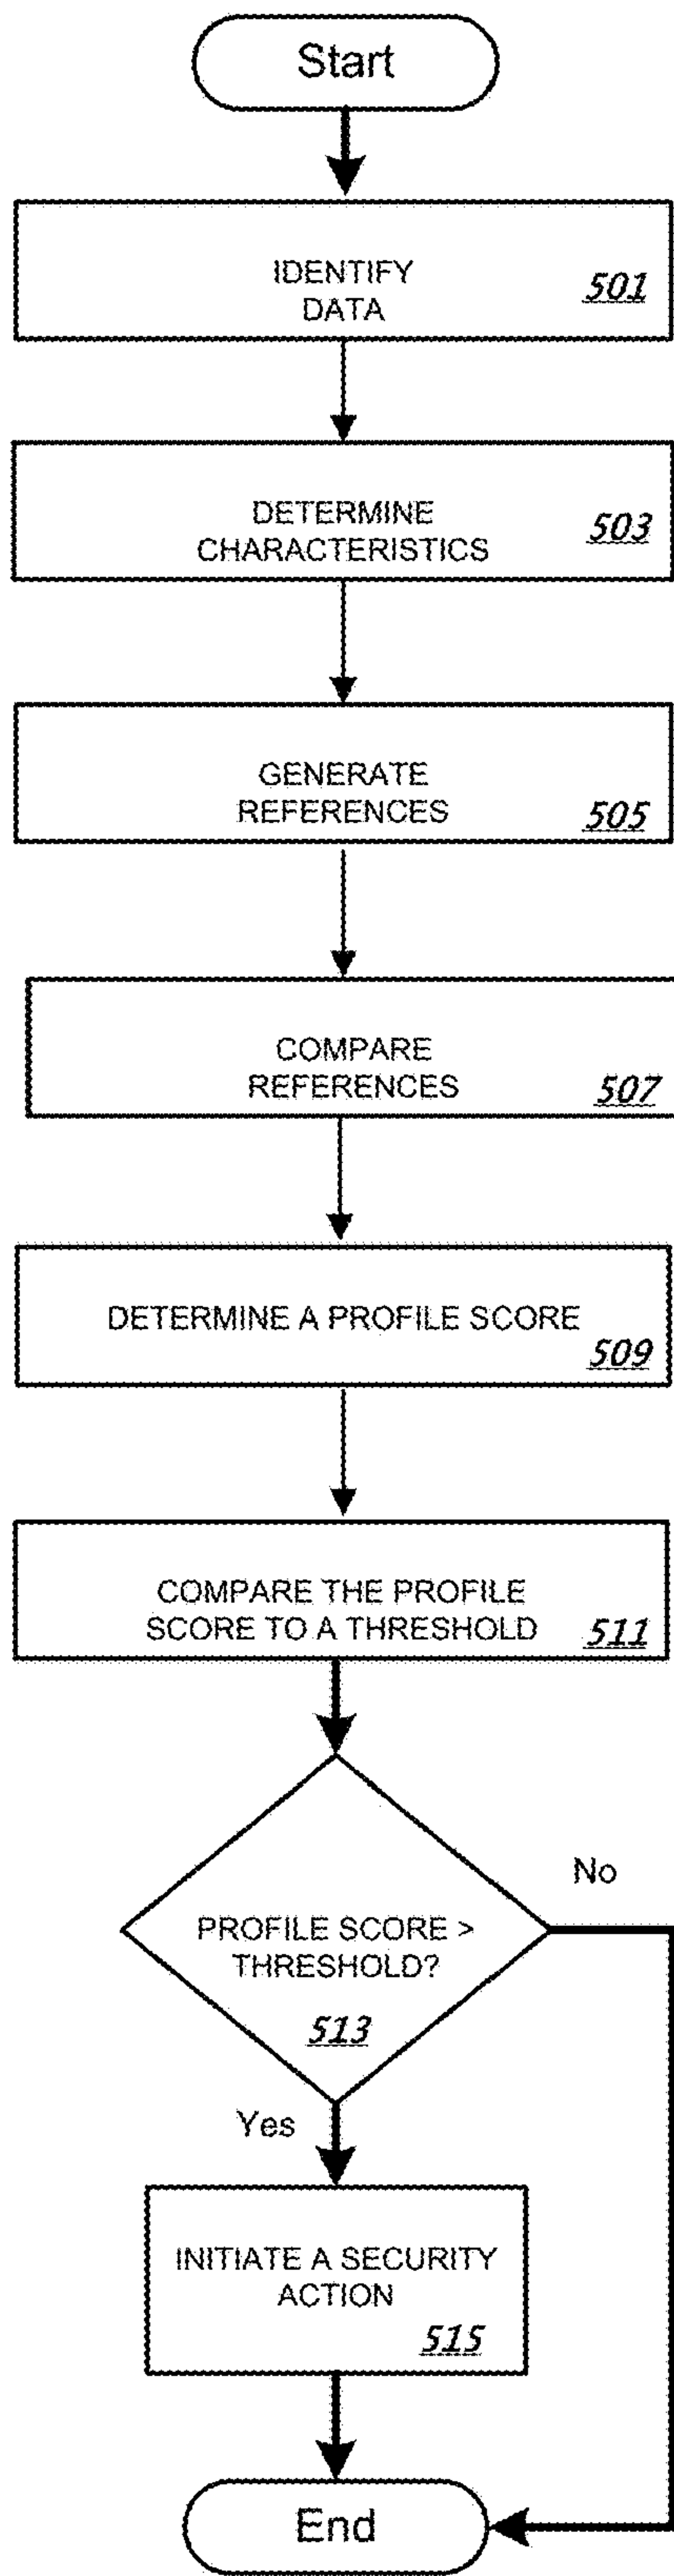 Start
IDENTIFY
DATA
501
DETERMINE
CHARACTERISTICS
503
GENERATE
REFERENCES
505
COMPARE
REFERENCES
507
DETERMINE A PROFILE SCORE
509
COMPARE THE PROFILE
SCORE TO A THRESHOLD
511
No
PROFILE SCORE >
THRESHOLD?
513
Yes
INITIATE A SECURITY
ACTION
515
End